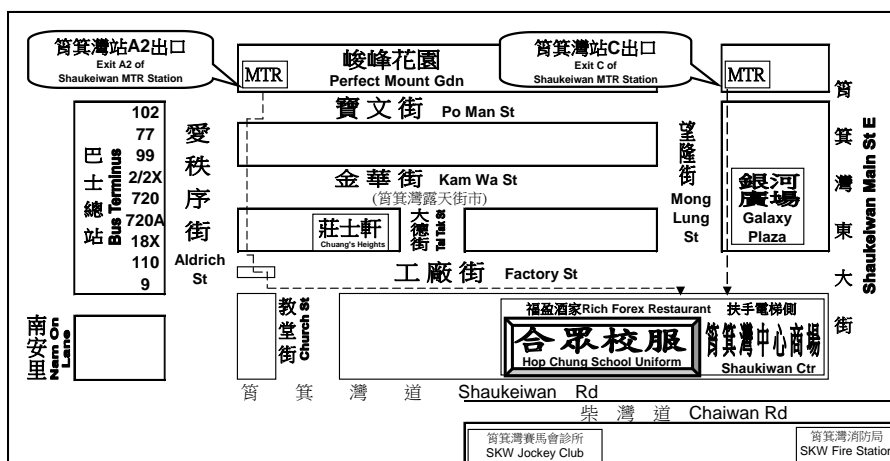 筲箕灣站A2出口
Exit A2 of
Shaukeiwan MTR Station
MTR
峻峰花園
Perfect Mount Gdn
筲箕灣站C出口
Exit C of
Shaukeiwan MTR Station
MTR
寶文街 Po Man St
巴士總站
Bus Terminus
102
77
99
2/2X
720
720A
18X
110
9
愛秩序街
Aldrich
St
金華街 Kam Wa St
(筲箕灣露天街市)
望隆街
Mong
Lung
St
銀河
廣場
Galaxy
Plaza
筲箕灣東大街
Shaukeiwan Main St E
莊士軒
Chuang's Heights
大德街
Tai Tak St
工廠街 Factory St
南安里
Nam On
Lane
教堂街
Church St
福盈酒家Rich Forex Restaurant 扶手電梯側
合眾校服
Hop Chung School Uniform
筲箕灣中心商場
Shaukiwan Ctr
筲箕灣道 Shaukeiwan Rd
柴灣道 Chaiwan Rd
筲箕灣賽馬會診所
SKW Jockey Club
筲箕灣消防局
SKW Fire Station